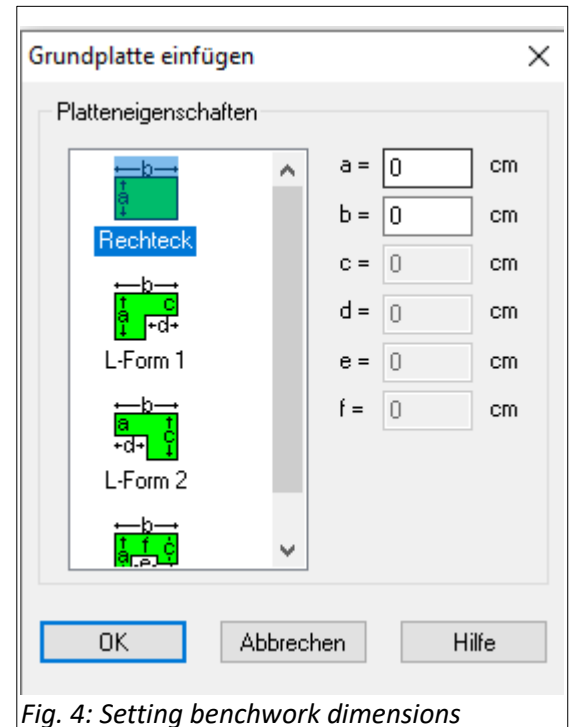 Grundplatte einfügen
Platteneigenschaften
b
a
Rechteck
b
a c
d
L-Form 1
b
a c
d
L-Form 2
b
a f c
e
a = 0 cm
b = 0 cm
c = 0 cm
d = 0 cm
e = 0 cm
f = 0 cm
OK Abbrechen Hilfe
Fig. 4: Setting benchwork dimensions